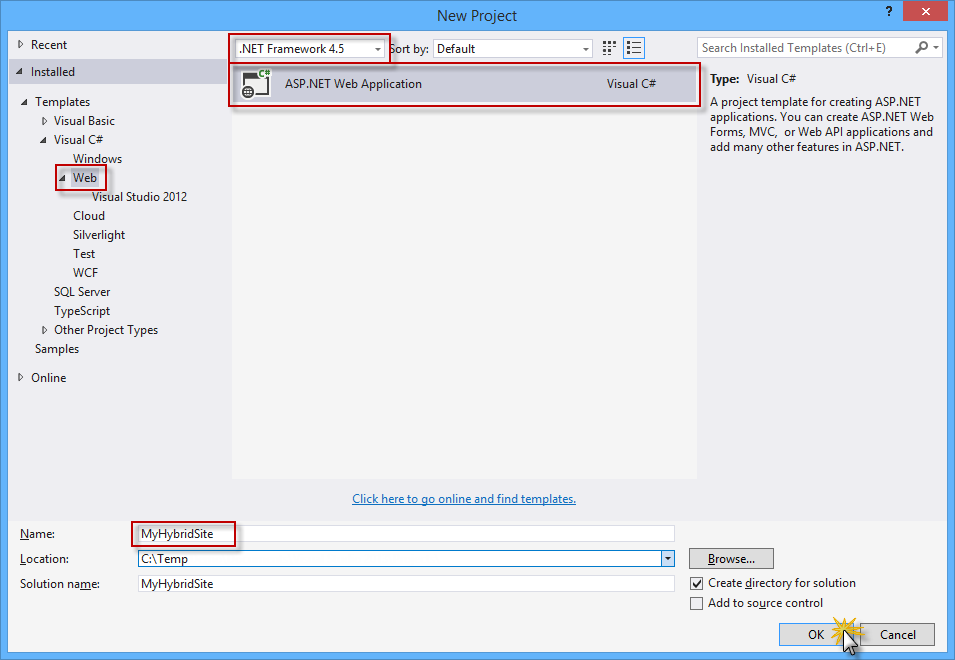 New Project
?
Recent
Installed
Templates
Visual Basic
Visual C#
Windows
Web
Visual Studio 2012
Cloud
Silverlight
Test
WCF
SQL Server
TypeScript
Other Project Types
Samples
Online
.NET Framework 4.5
Sort by:
Default
C#
ASP.NET Web Application
Visual C#
Search Installed Templates (Ctrl+E)
Type: Visual C#
A project template for creating ASP.NET
applications. You can create ASP.NET Web
Forms, MVC, or Web API applications and
add many other features in ASP.NET.
Click here to go online and find templates.
Name:
MyHybridSite
Location:
C:\Temp
Browse...
Solution name:
MyHybridSite
Create directory for solution
Add to source control
OK
Cancel